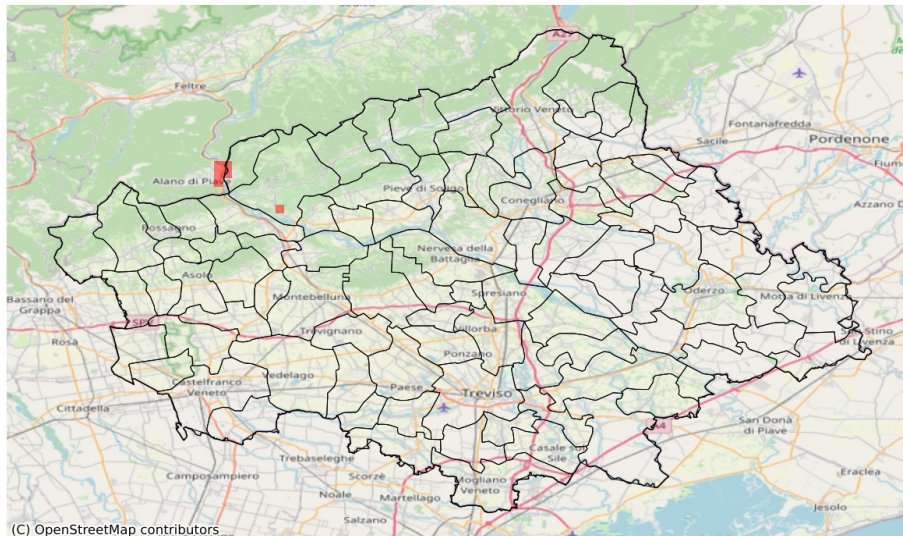 A27
Feltre
Vittorio Veneto
Fontanafredda
Sacile
Pordenone
Fiume
Alano di Piave
Pieve di Soligo
Conegliano
Azzano D
Possagno
Nervesa della
Battaglia
Asolo
Spresiano
Oderzo
Motta di Livenza
Bassano del
Grappa
Montebelluna
Rosà
Trevignano
Villorba
Ponzano
di Livenza
Castelfranco
Veneto
Vedelago
Paese
Treviso
Cittadella
San Donà
di Piave
A4
Casale sul
Sile
Trebaseleghe
Camposampiero
Scorzé
Mogliano
Veneto
Eraclea
Noale
Martellago
Jesolo
Salzano
(C) OpenStreetMap contributors